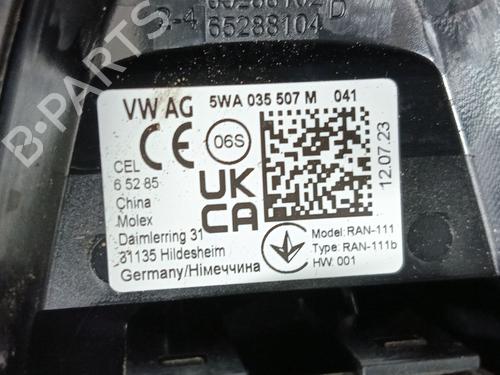 65288104
VW AG 5WA 035 507 M 041
CE 06S
CEL
6 52 85
China
Molex
Daimlerring 31
31135 Hildesheim
Germany/Німеччина
UK
CA
12.07.23
Model: RAN-111
Type: RAN-111b
HW: 001
B-PARTS